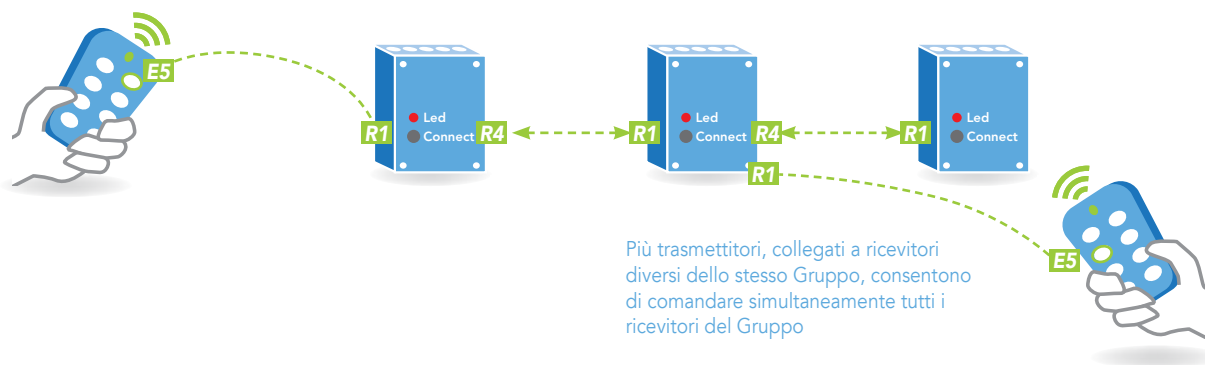 E5
Led
R1
Connect
R4
Led
R1
Connect
R4
R1
Led
R1
Connect
E5
Più trasmettitori, collegati a ricevitori
diversi dello stesso Gruppo, consentono
di comandare simultaneamente tutti i
ricevitori del Gruppo